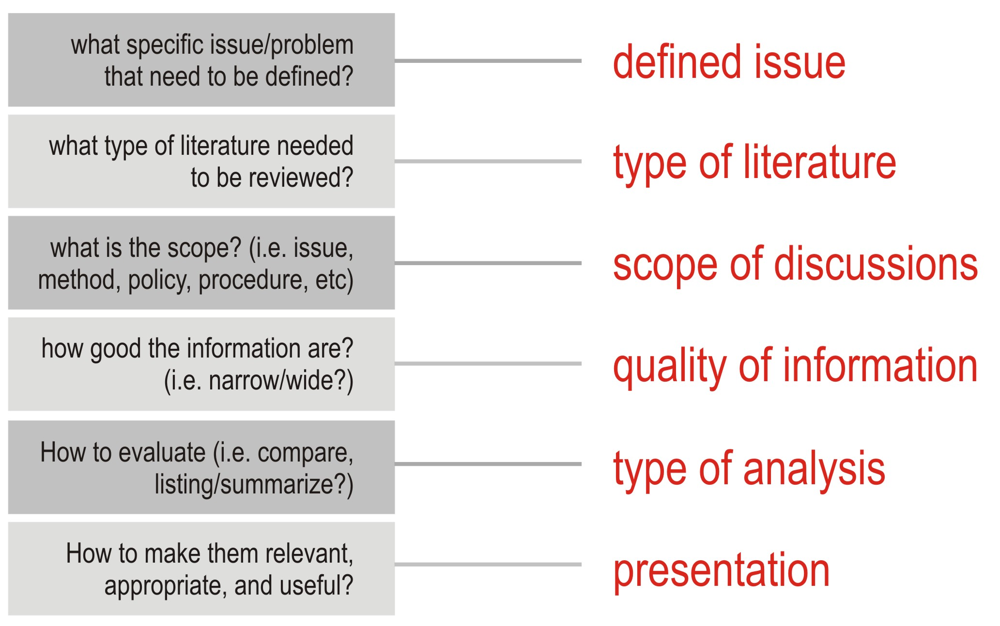 what specific issue/problem
that need to be defined?
defined issue
what type of literature needed
to be reviewed?
type of literature
what is the scope? (i.e. issue,
method, policy, procedure, etc)
scope of discussions
how good the information are?
(i.e. narrow/wide?)
quality of information
How to evaluate (i.e. compare,
listing/summarize?)
type of analysis
How to make them relevant,
appropriate, and useful?
presentation